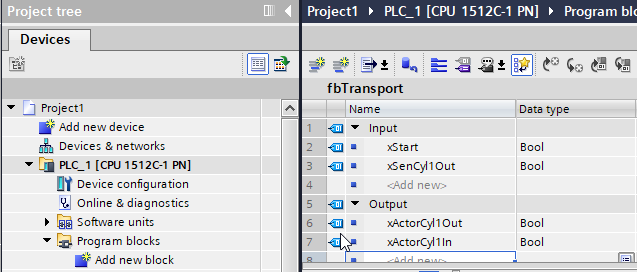 Project tree
Devices
Project1
Add new device
Devices & networks
PLC_1 [CPU 1512C-1 PN]
Device configuration
Online & diagnostics
Software units
Program blocks
Add new block
Project1 PLC_1 [CPU 1512C-1 PN] Program bloc
fbTransport
Name Data type
1 Input
2 xStart Bool
3 xSenCyl1Out Bool
4 <Add new>
5 Output
6 xActorCyl1Out Bool
7 xActorCyl1In Bool
8 <Add new>